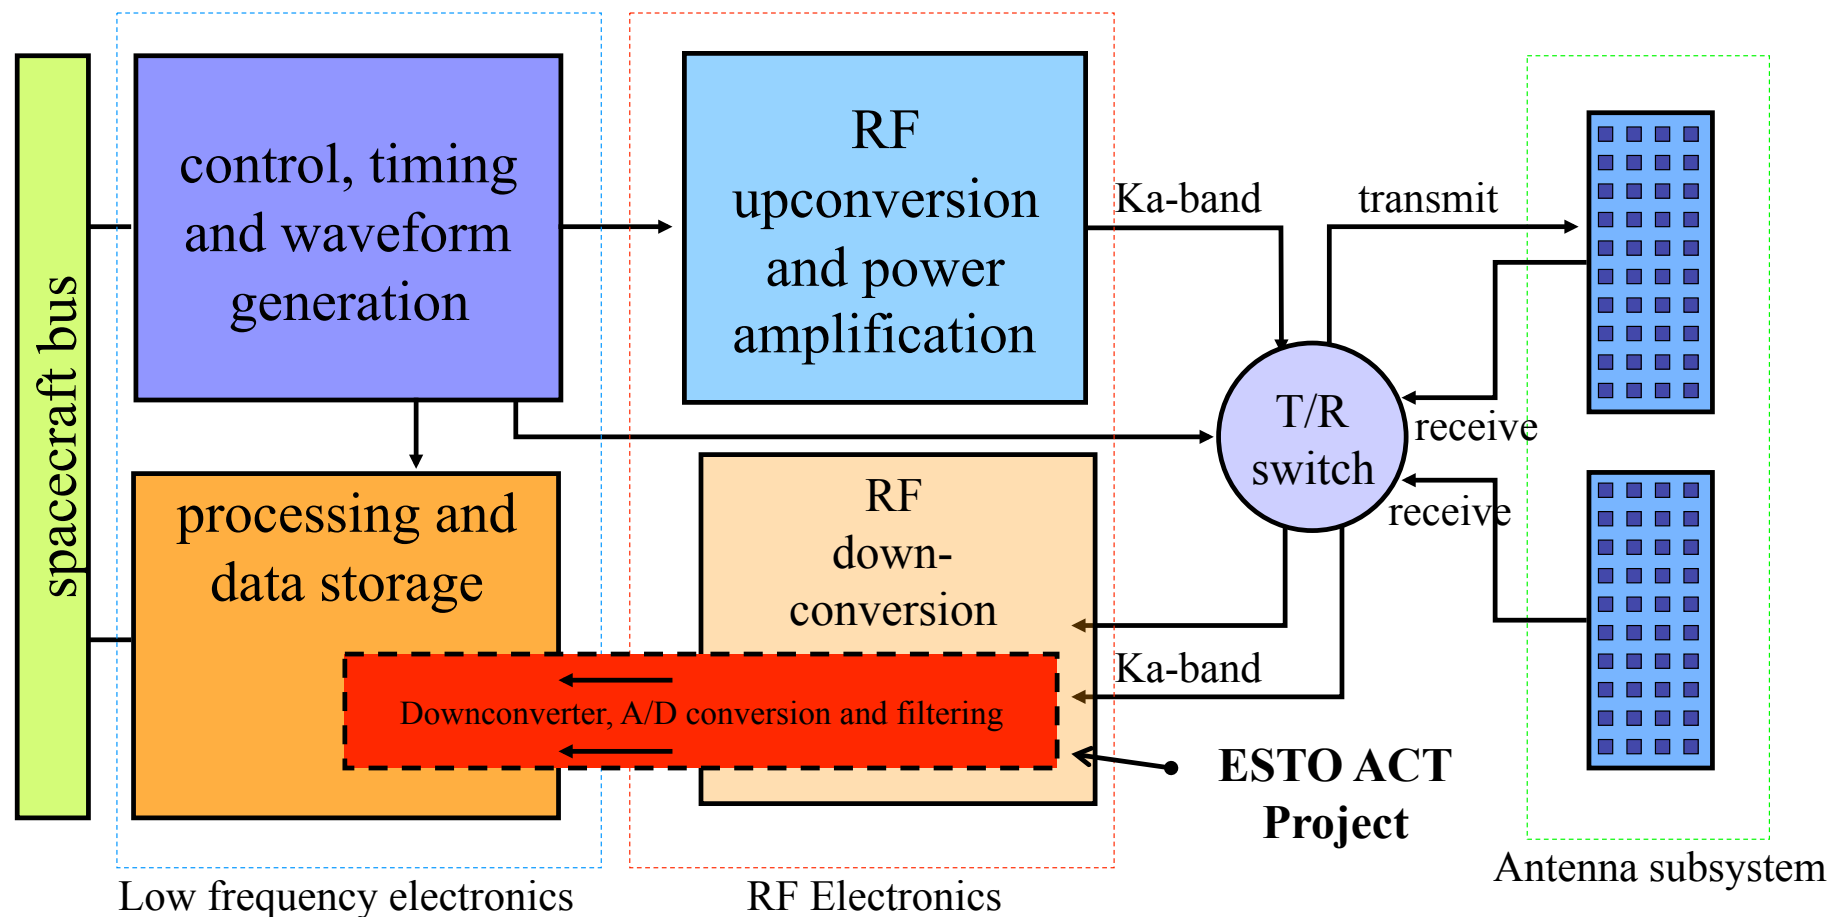 spacecraft bus
control, timing
and waveform
generation
RF
upconversion
and power
amplification
Ka-band
transmit
T/R
switch
receive
receive
processing and
data storage
RF
down-
conversion
Ka-band
Downconverter, A/D conversion and filtering
ESTO ACT
Project
Low frequency electronics
RF Electronics
Antenna subsystem